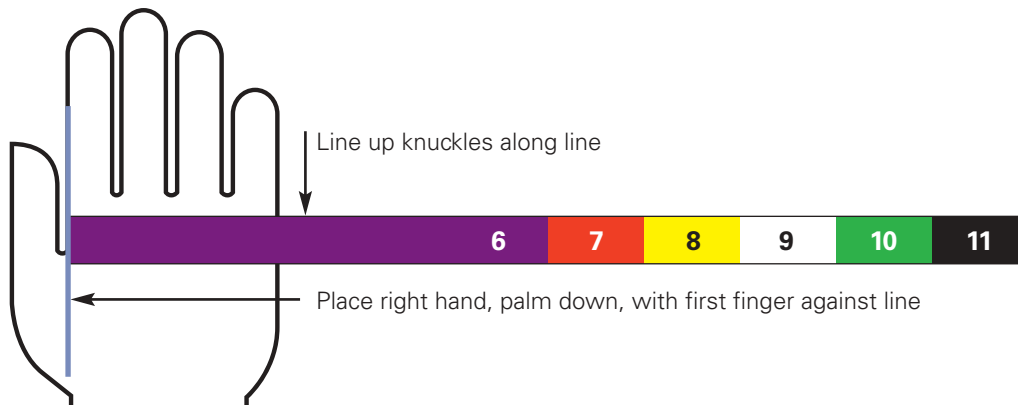 Line up knuckles along line
6 7 8 9 10 11
Place right hand, palm down, with first finger against line